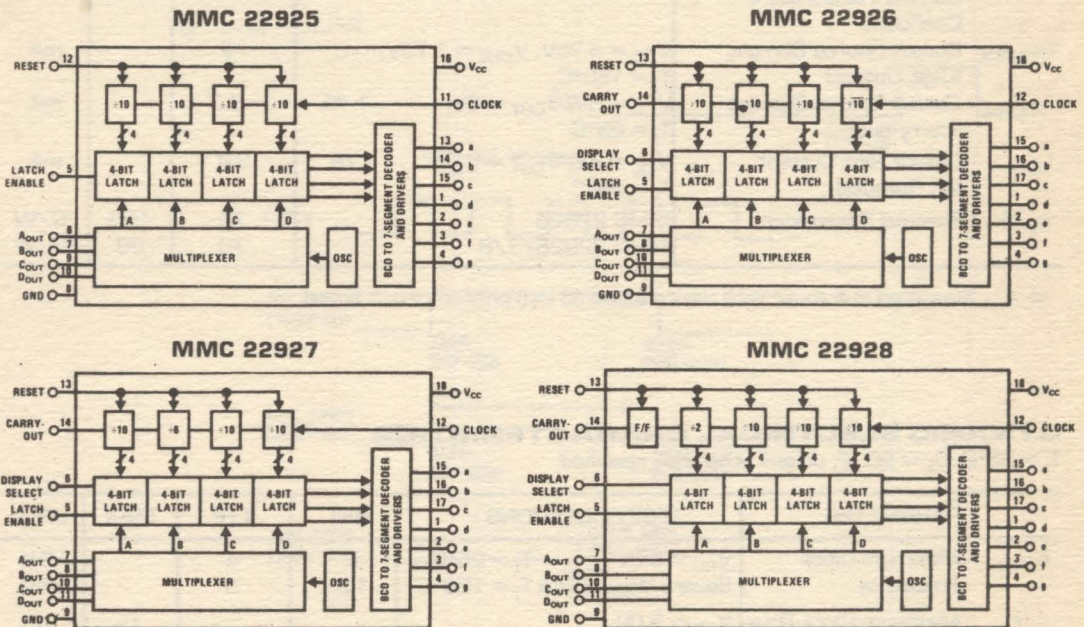 MMC 22925
RESET 12
16 VCC
÷10 ÷10 ÷10 ÷10
11 CLOCK
4 4 4 4
LATCH ENABLE 5
4-BIT LATCH 4-BIT LATCH 4-BIT LATCH 4-BIT LATCH
BCD TO 7-SEGMENT DECODER AND DRIVERS
13 a
14 b
15 c
1 d
2 e
3 f
4 g
A B C D
AOUT 6
BOUT 7
COUT 9
DOUT 10
MULTIPLEXER
OSC
GND 8
MMC 22926
RESET 13
18 VCC
CARRY OUT 14
÷10 ÷10 ÷10 ÷10
12 CLOCK
4 4 4 4
DISPLAY SELECT 6
LATCH ENABLE 5
4-BIT LATCH 4-BIT LATCH 4-BIT LATCH 4-BIT LATCH
BCD TO 7-SEGMENT DECODER AND DRIVERS
15 a
16 b
17 c
1 d
2 e
3 f
4 g
A B C D
AOUT 7
BOUT 8
COUT 10
DOUT 11
MULTIPLEXER
OSC
GND 9
MMC 22927
RESET 13
18 VCC
CARRY-OUT 14
÷10 ÷6 ÷10 ÷10
12 CLOCK
4 4 4 4
DISPLAY SELECT 6
LATCH ENABLE 5
4-BIT LATCH 4-BIT LATCH 4-BIT LATCH 4-BIT LATCH
BCD TO 7-SEGMENT DECODER AND DRIVERS
15 a
16 b
17 c
1 d
2 e
3 f
4 g
A B C D
AOUT 7
BOUT 8
COUT 10
DOUT 11
MULTIPLEXER
OSC
GND 9
MMC 22928
RESET 13
18 VCC
CARRY-OUT 14
F/F ÷2 ÷10 ÷10 ÷10
12 CLOCK
4 4 4 4
DISPLAY SELECT 6
LATCH ENABLE 5
4-BIT LATCH 4-BIT LATCH 4-BIT LATCH 4-BIT LATCH
BCD TO 7-SEGMENT DECODER AND DRIVERS
15 a
16 b
17 c
1 d
2 e
3 f
4 g
A B C D
AOUT 7
BOUT 8
COUT 10
DOUT 11
MULTIPLEXER
OSC
GND 9